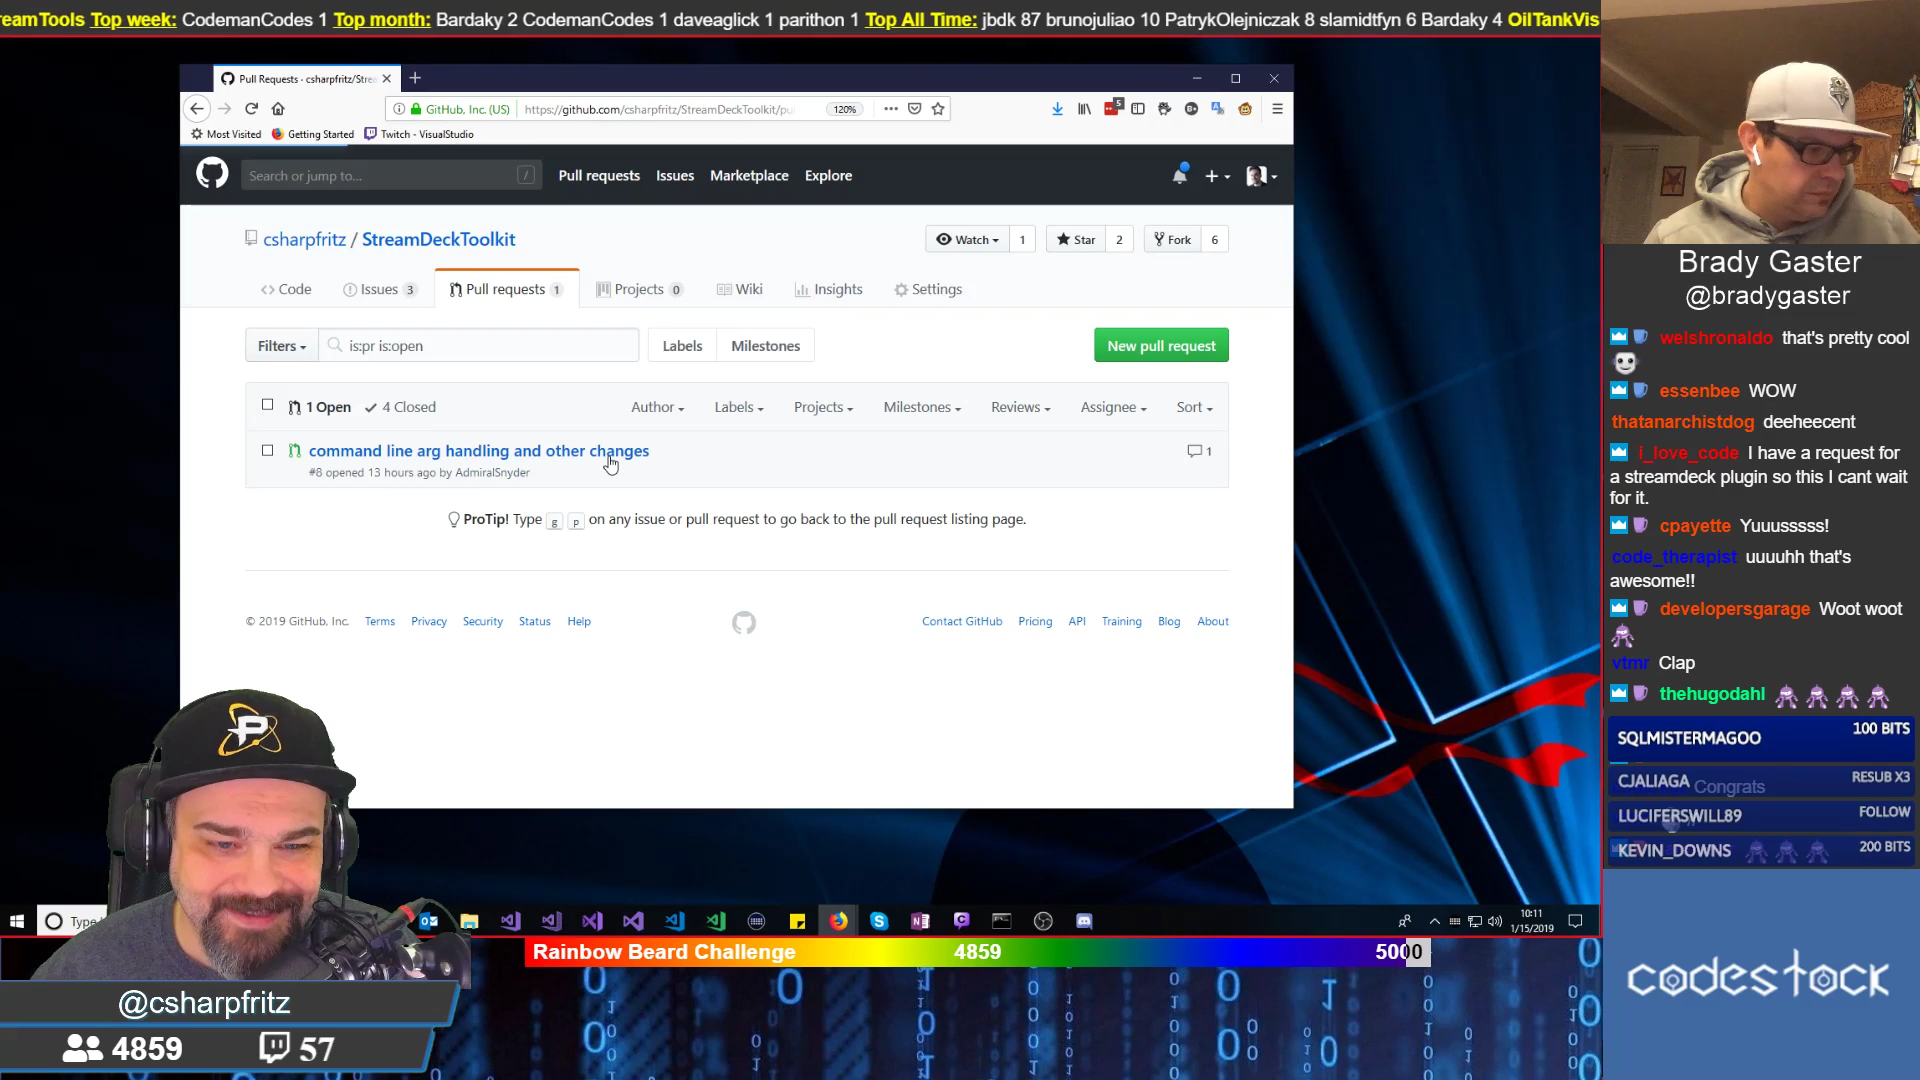 reamTools Top week: CodemanCodes 1 Top month: Bardaky 2 CodemanCodes 1 daveaglick 1 parithon 1 Top All Time: jbdk 87 brunojuliao 10 PatrykOlejniczak 8 slamidtfyn 6 Bardaky 4 OilTankVis
Pull Requests · csharpfritz/Strea
GitHub, Inc. (US) https://github.com/csharpfritz/StreamDeckToolkit/pu 120%
5
Most Visited Getting Started Twitch - VisualStudio
Search or jump to... / Pull requests Issues Marketplace Explore
csharpfritz / StreamDeckToolkit Watch 1 Star 2 Fork 6
Code Issues 3 Pull requests 1 Projects 0 Wiki Insights Settings
Filters is:pr is:open Labels Milestones New pull request
1 Open 4 Closed Author Labels Projects Milestones Reviews Assignee Sort
command line arg handling and other changes 1
#8 opened 13 hours ago by AdmiralSnyder
ProTip! Type g p on any issue or pull request to go back to the pull request listing page.
© 2019 GitHub, Inc. Terms Privacy Security Status Help Contact GitHub Pricing API Training Blog About
Brady Gaster
@bradygaster
welshronaldo that's pretty cool
essenbee WOW
thatanarchistdog deeheecent
i_love_code I have a request for
a streamdeck plugin so this I cant wait
for it.
cpayette Yuuusssss!
code_therapist uuuuhh that's
awesome!!
developersgarage Woot woot
vtmr Clap
thehugodahl
SQLMISTERMAGOO 100 BITS
CJALIAGA Congrats RESUB X3
LUCIFERSWILL89 FOLLOW
KEVIN_DOWNS 200 BITS
Type
10:11
1/15/2019
Rainbow Beard Challenge 4859 5000
@csharpfritz
4859 57
codestock